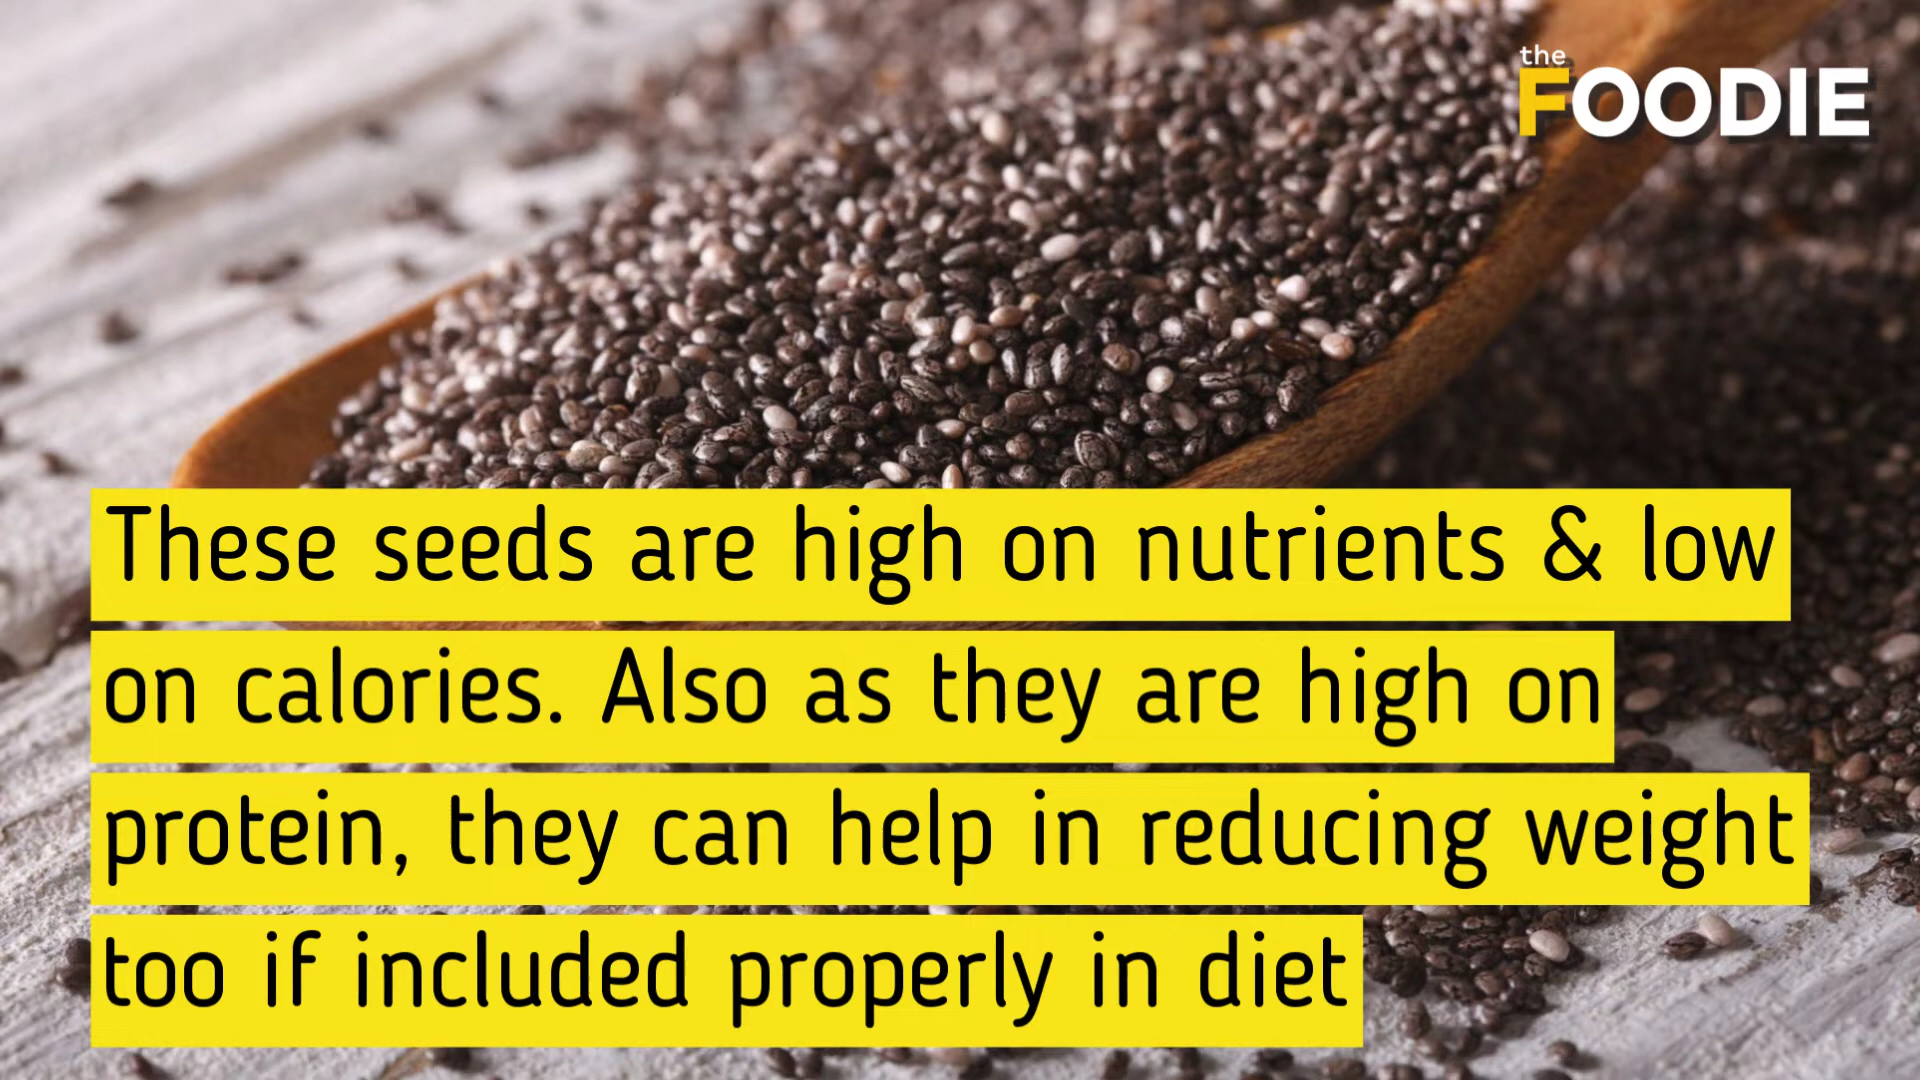 the
FOODIE
These seeds are high on nutrients & low
on calories. Also as they are high on
protein, they can help in reducing weight
too if included properly in diet